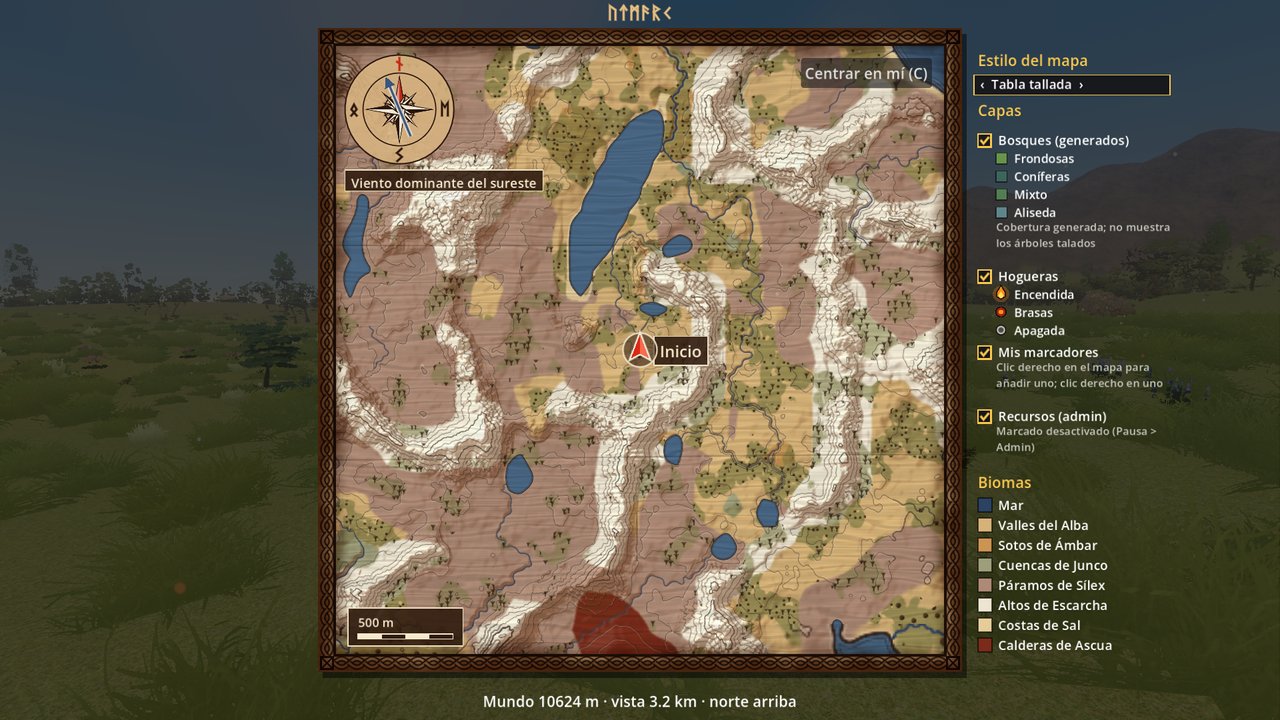 ᚢᛏᛗᚨᚱᚲ
Centrar en mí (C)
Viento dominante del sureste
Inicio
500 m
Estilo del mapa
‹ Tabla tallada ›
Capas
Bosques (generados)
Frondosas
Coníferas
Mixto
Aliseda
Cobertura generada; no muestra
los árboles talados
Hogueras
Encendida
Brasas
Apagada
Mis marcadores
Clic derecho en el mapa para
añadir uno; clic derecho en uno
Recursos (admin)
Marcado desactivado (Pausa >
Admin)
Biomas
Mar
Valles del Alba
Sotos de Ámbar
Cuencas de Junco
Páramos de Sílex
Altos de Escarcha
Costas de Sal
Calderas de Ascua
Mundo 10624 m · vista 3.2 km · norte arriba